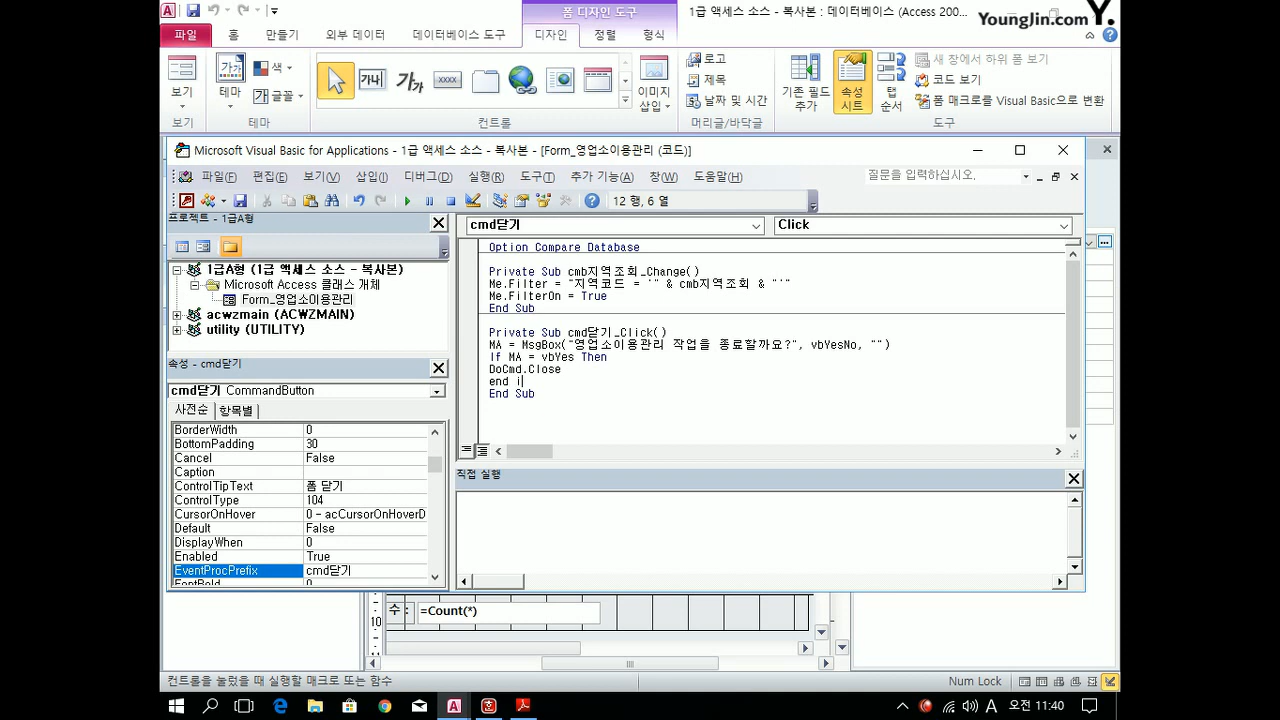 폼 디자인 도구
1급 액세스 소스 - 복사본 : 데이터베이스 (Access 200...
YoungJin.com Y.
파일 홈 만들기 외부 데이터 데이터베이스 도구 디자인 정렬 형식
보기
테마
색
글꼴
가나
가가
xxxx
이미지 삽입
로고
제목
날짜 및 시간
기존 필드 추가
속성 시트
탭 순서
새 창에서 하위 폼 보기
코드 보기
폼 매크로를 Visual Basic으로 변환
보기 테마 컨트롤 머리글/바닥글 도구
Microsoft Visual Basic for Applications - 1급 액세스 소스 - 복사본 - [Form_영업소이용관리 (코드)]
파일(F) 편집(E) 보기(V) 삽입(I) 디버그(D) 실행(R) 도구(T) 추가 기능(A) 창(W) 도움말(H)
질문을 입력하십시오.
12 행, 6 열
프로젝트 - 1급A형
1급A형 (1급 액세스 소스 - 복사본)
Microsoft Access 클래스 개체
Form_영업소이용관리
acwzmain (ACWZMAIN)
utility (UTILITY)
속성 - cmd닫기
cmd닫기 CommandButton
사전순 항목별
BorderWidth 0
BottomPadding 30
Cancel False
Caption
ControlTipText 폼 닫기
ControlType 104
CursorOnHover 0 - acCursorOnHoverD
Default False
DisplayWhen 0
Enabled True
EventProcPrefix cmd닫기
FontBold 0
cmd닫기 Click
Option Compare Database
Private Sub cmb지역조회_Change()
Me.Filter = "지역코드 = '" & cmb지역조회 & "'"
Me.FilterOn = True
End Sub
Private Sub cmd닫기_Click()
MA = MsgBox("영업소이용관리 작업을 종료할까요?", vbYesNo, "")
If MA = vbYes Then
DoCmd.Close
end i
End Sub
직접 실행
10
수 : =Count(*)
컨트롤을 눌렀을 때 실행할 매크로 또는 함수
Num Lock
A 오전 11:40